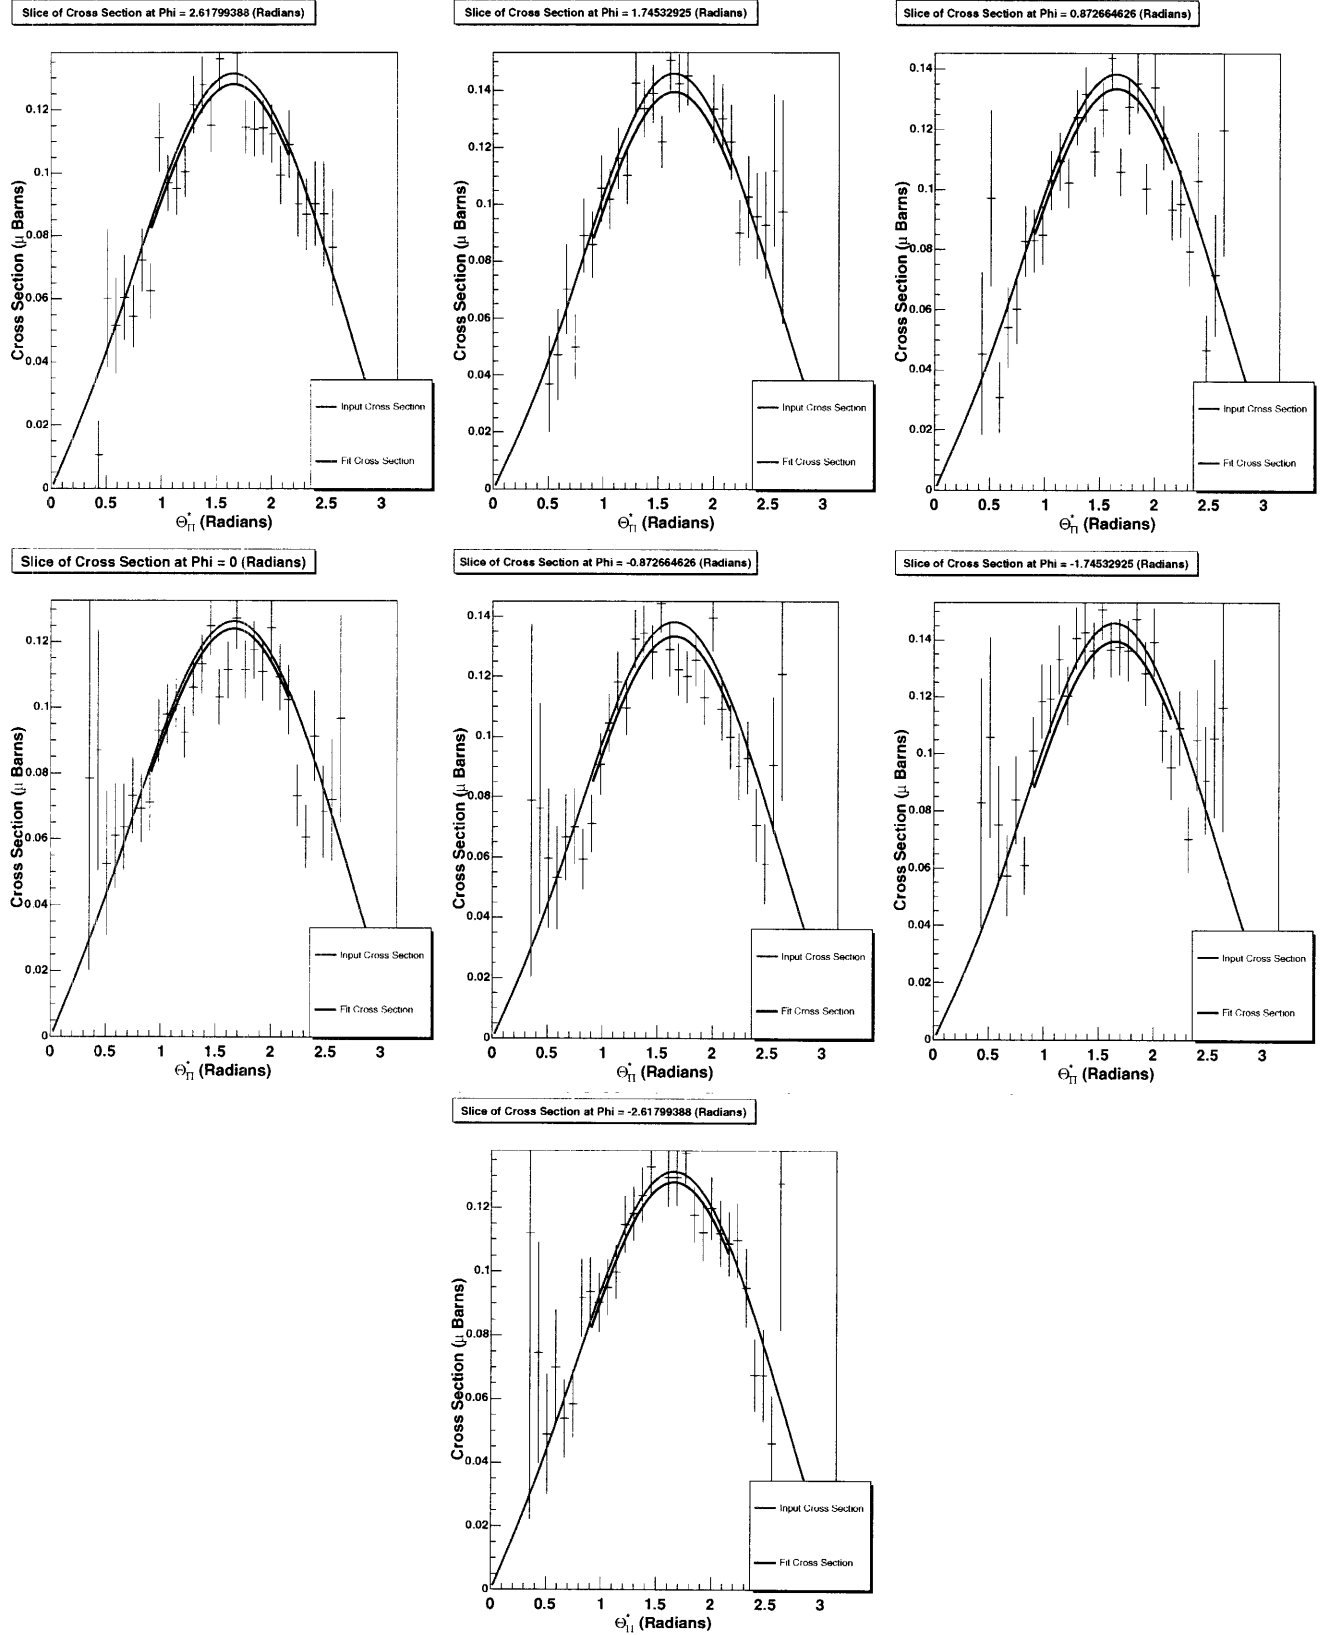 Slice of Cross Section at Phi = 2.61799388 (Radians)
Cross Section (μ Barns)
0.12
0.1
0.08
0.06
0.04
0.02
0
0 0.5 1 1.5 2 2.5 3
Θ*Π (Radians)
Input Cross Section
Fit Cross Section
Slice of Cross Section at Phi = 1.74532925 (Radians)
Cross Section (μ Barns)
0.14
0.12
0.1
0.08
0.06
0.04
0.02
0
0 0.5 1 1.5 2 2.5 3
Θ*Π (Radians)
Input Cross Section
Fit Cross Section
Slice of Cross Section at Phi = 0.872664626 (Radians)
Cross Section (μ Barns)
0.14
0.12
0.1
0.08
0.06
0.04
0.02
0
0 0.5 1 1.5 2 2.5 3
Θ*Π (Radians)
Input Cross Section
Fit Cross Section
Slice of Cross Section at Phi = 0 (Radians)
Cross Section (μ Barns)
0.12
0.1
0.08
0.06
0.04
0.02
0
0 0.5 1 1.5 2 2.5 3
Θ*Π (Radians)
Input Cross Section
Fit Cross Section
Slice of Cross Section at Phi = -0.872664626 (Radians)
Cross Section (μ Barns)
0.14
0.12
0.1
0.08
0.06
0.04
0.02
0
0 0.5 1 1.5 2 2.5 3
Θ*Π (Radians)
Input Cross Section
Fit Cross Section
Slice of Cross Section at Phi = -1.74532925 (Radians)
Cross Section (μ Barns)
0.14
0.12
0.1
0.08
0.06
0.04
0.02
0
0 0.5 1 1.5 2 2.5 3
Θ*Π (Radians)
Input Cross Section
Fit Cross Section
Slice of Cross Section at Phi = -2.61799388 (Radians)
Cross Section (μ Barns)
0.12
0.1
0.08
0.06
0.04
0.02
0
0 0.5 1 1.5 2 2.5 3
Θ*Π (Radians)
Input Cross Section
Fit Cross Section